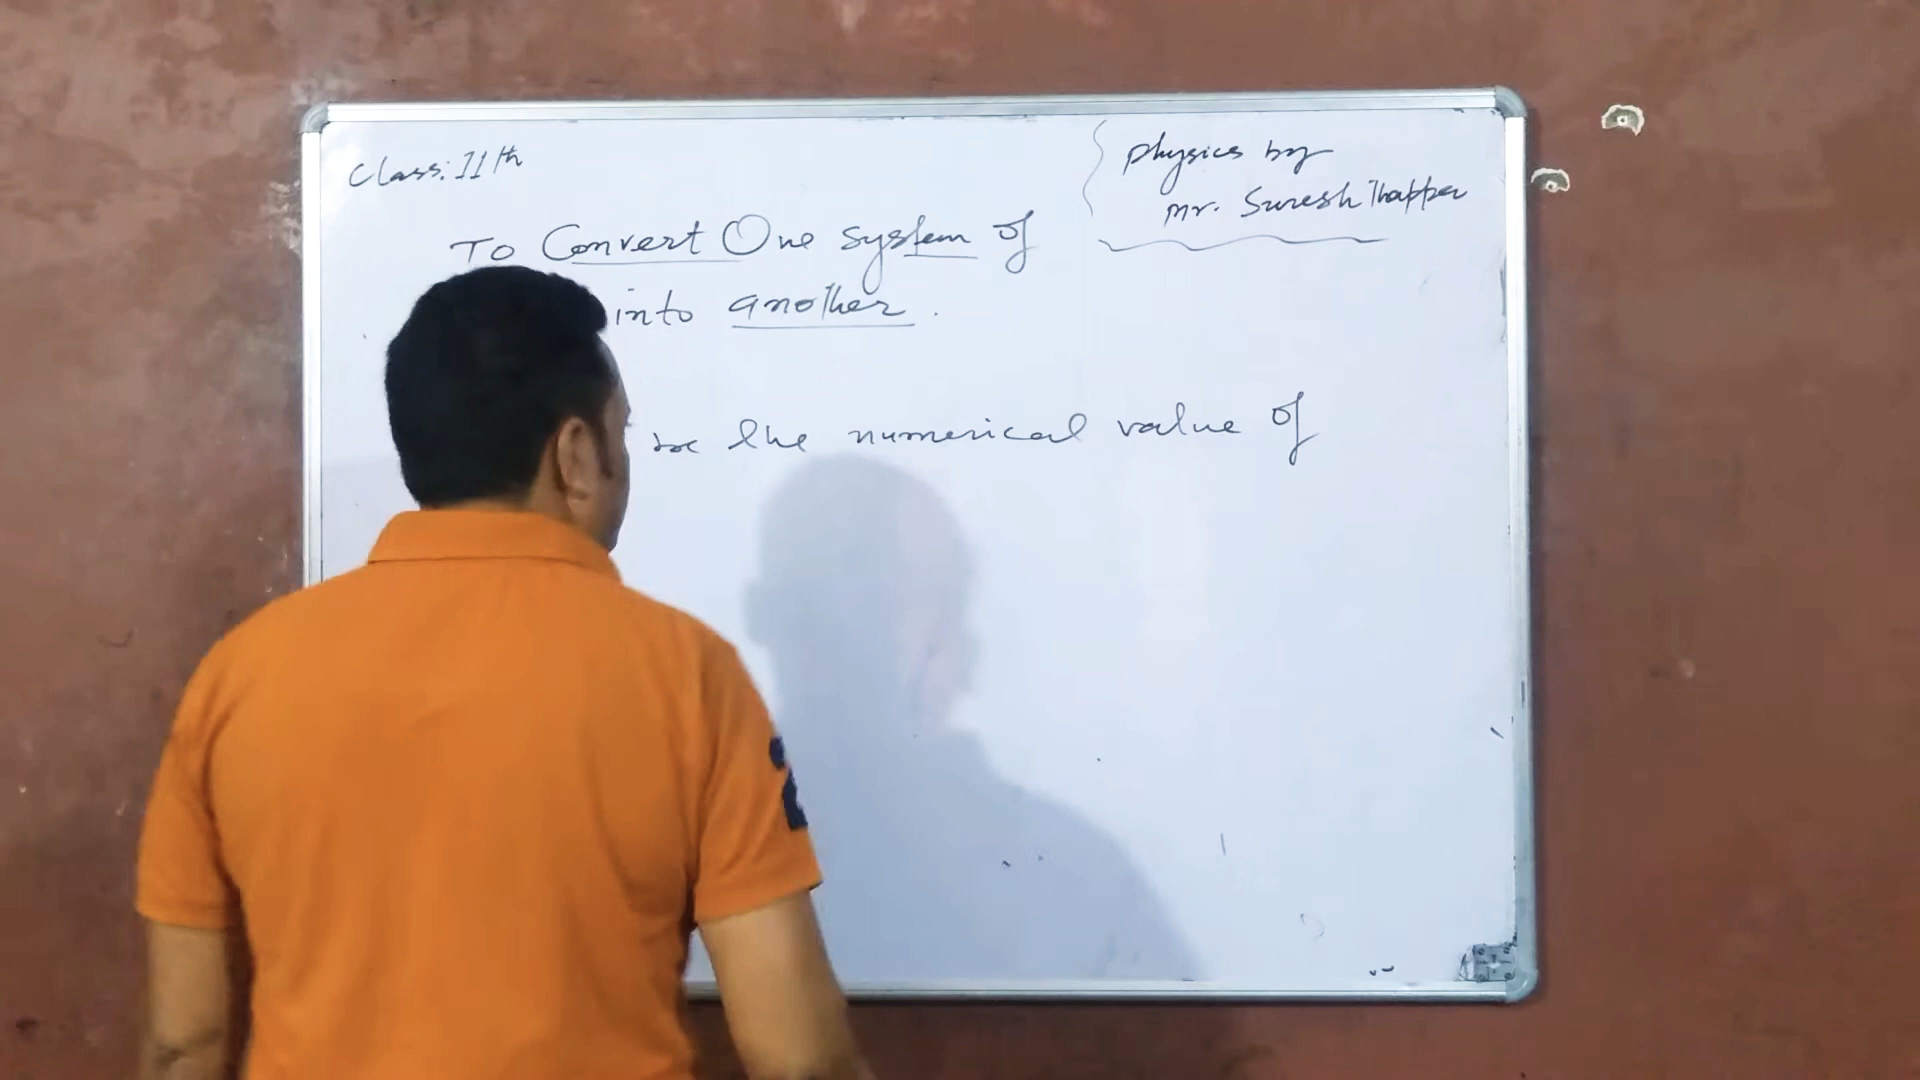 Class: 11th
Physics by
Mr. Suresh Thapper
To Convert One system of
into another.
the numerical value of